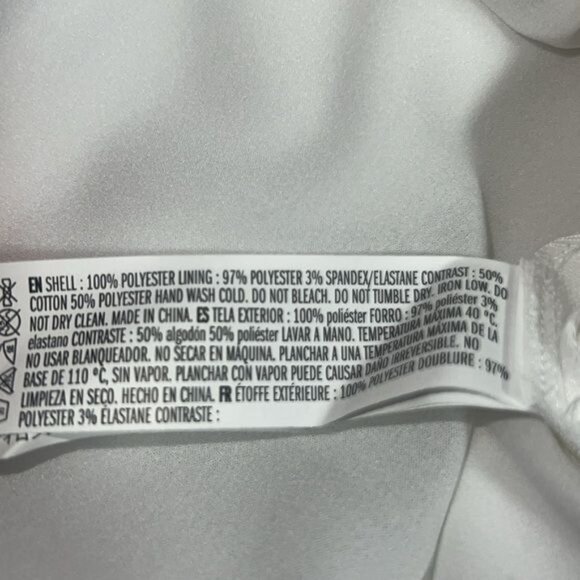 EN SHELL : 100% POLYESTER LINING : 97% POLYESTER 3% SPANDEX/ELASTANE CONTRAST : 50%
COTTON 50% POLYESTER HAND WASH COLD. DO NOT BLEACH. DO NOT TUMBLE DRY. IRON LOW. DO
NOT DRY CLEAN. MADE IN CHINA. ES TELA EXTERIOR : 100% poliéster FORRO : 97% poliéster 3%
elastano CONTRASTE : 50% algodón 50% poliéster LAVAR A MANO. TEMPERATURA MÁXIMA 40 ºC.
NO USAR BLANQUEADOR. NO SECAR EN MÁQUINA. PLANCHAR A UNA TEMPERATURA MÁXIMA DE LA
BASE DE 110 ºC, SIN VAPOR. PLANCHAR CON VAPOR PUEDE CAUSAR DAÑO IRREVERSIBLE. NO
LIMPIEZA EN SECO. HECHO EN CHINA. FR ÉTOFFE EXTÉRIEURE : 100% POLYESTER DOUBLURE : 97%
POLYESTER 3% ÉLASTANE CONTRASTE :